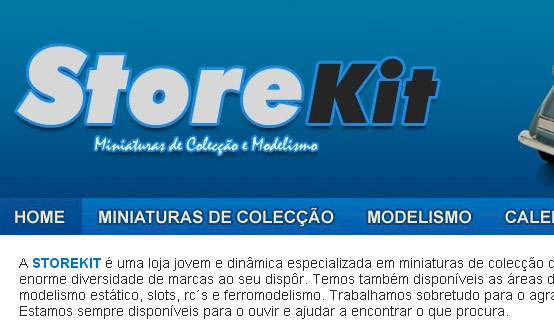 StoreKit
Miniaturas de Colecção e Modelismo
HOME MINIATURAS DE COLECÇÃO MODELISMO CALE
A STOREKIT é uma loja jovem e dinâmica especializada em miniaturas de colecção
enorme diversidade de marcas ao seu dispôr. Temos também disponíveis as áreas d
modelismo estático, slots, rc´s e ferromodelismo. Trabalhamos sobretudo para o agra
Estamos sempre disponíveis para o ouvir e ajudar a encontrar o que procura.